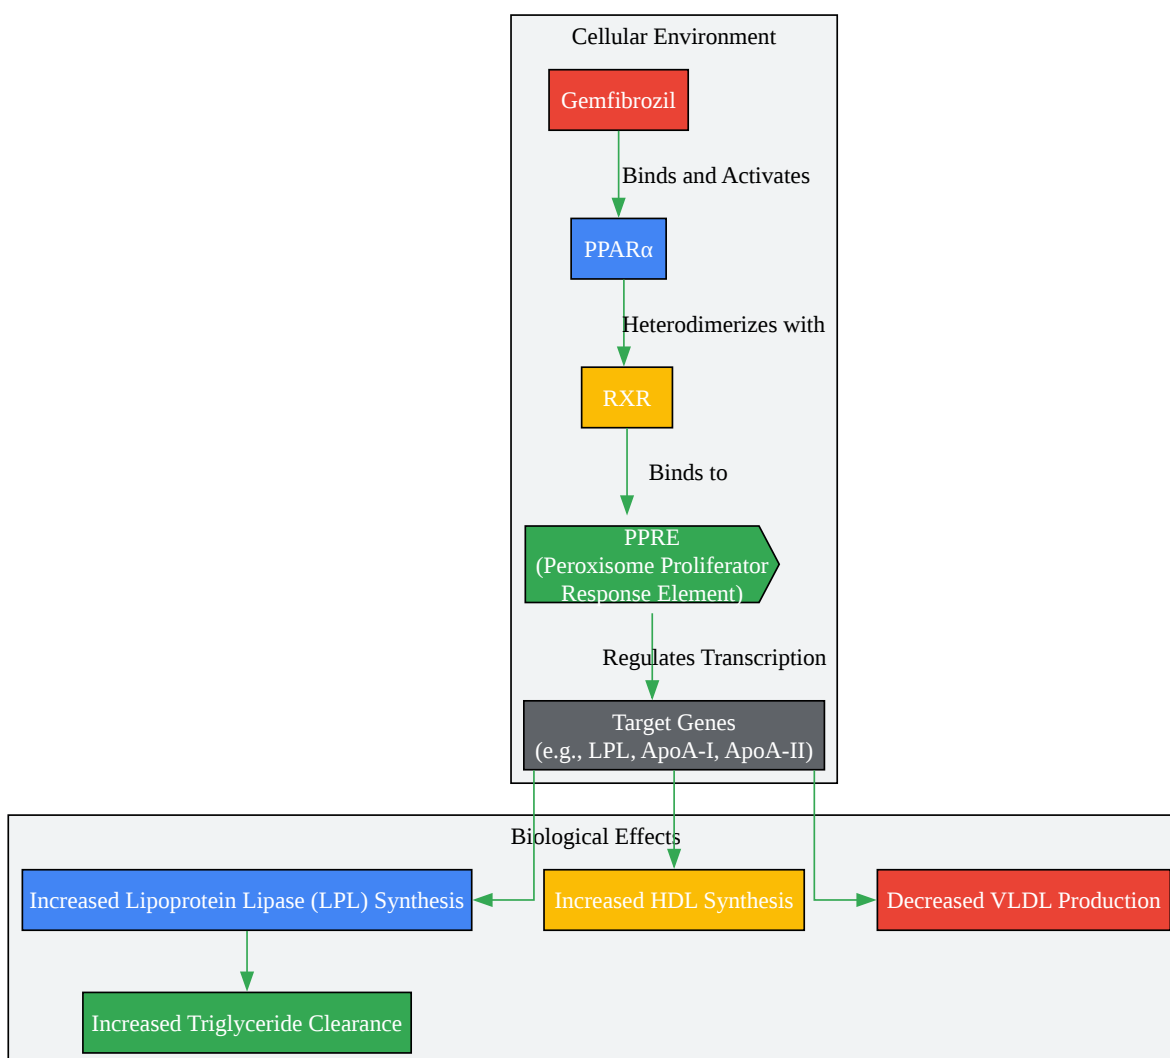 Cellular Environment
Gemfibrozil
Binds and Activates
PPARα
Heterodimerizes with
RXR
Binds to
PPRE
(Peroxisome Proliferator
Response Element)
Regulates Transcription
Target Genes
(e.g., LPL, ApoA-I, ApoA-II)
Biological Effects
Increased Lipoprotein Lipase (LPL) Synthesis
Increased HDL Synthesis
Decreased VLDL Production
Increased Triglyceride Clearance